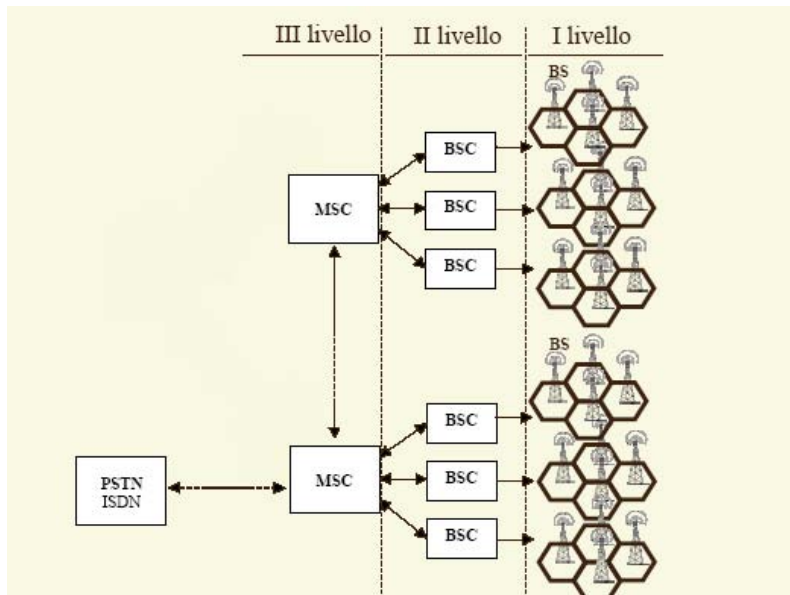 III livello
II livello
I livello
BS
BSC
MSC
BSC
BSC
BS
BSC
MSC
BSC
BSC
PSTN
ISDN